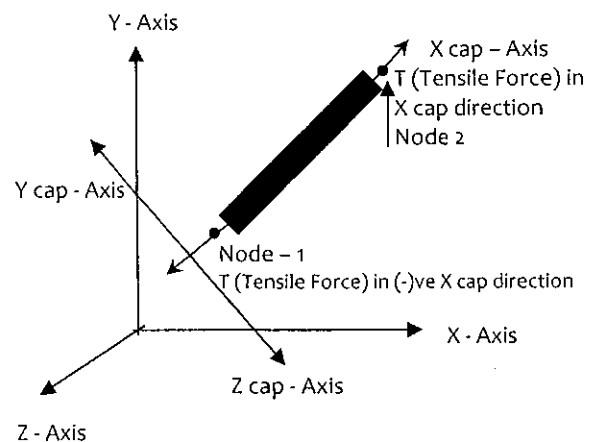 Y - Axis
X cap – Axis
T (Tensile Force) in
X cap direction
Node 2
Y cap - Axis
Node – 1
T (Tensile Force) in (-)ve X cap direction
X - Axis
Z cap - Axis
Z - Axis